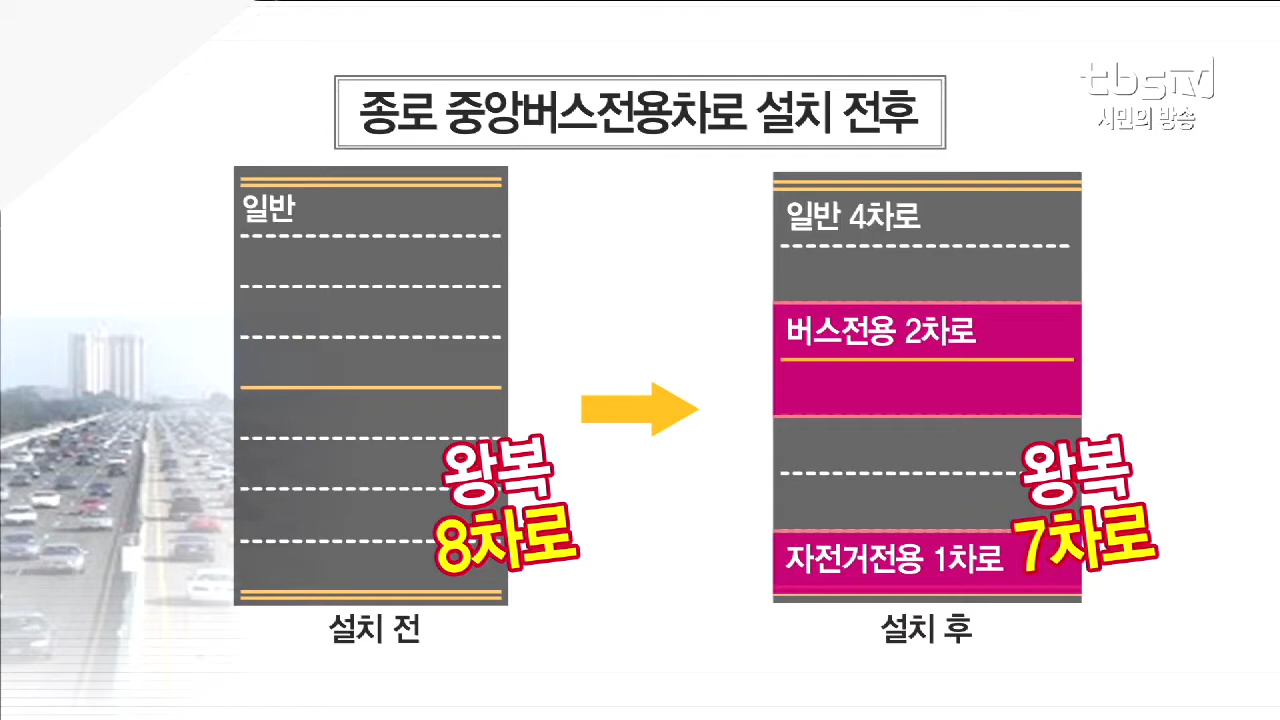 종로 중앙버스전용차로 설치 전후
tbsTV
시민의 방송
일반
왕복
8차로
설치 전
일반 4차로
버스전용 2차로
자전거전용 1차로
왕복
7차로
설치 후